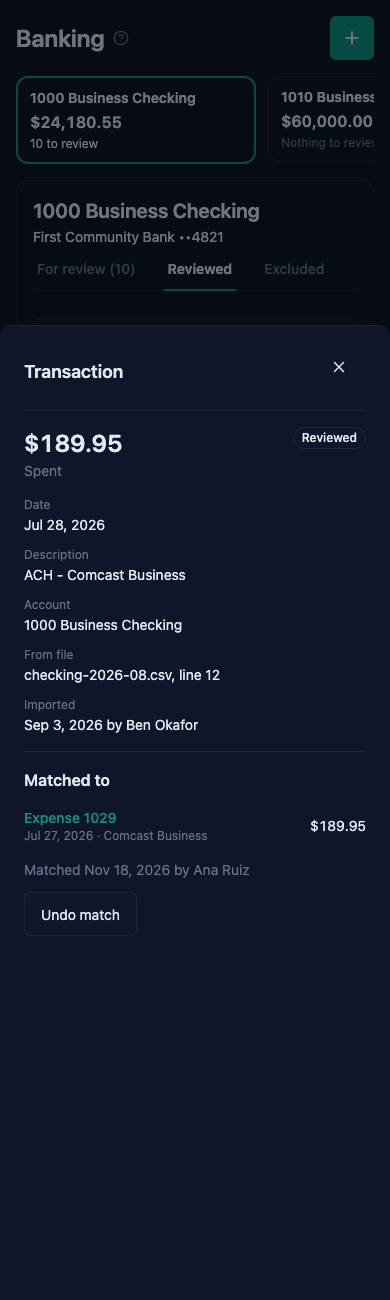 Banking
1000 Business Checking
$24,180.55
10 to review
1010 Business
$60,000.00
Nothing to review
1000 Business Checking
First Community Bank ••4821
For review (10)
Reviewed
Excluded
Transaction
$189.95
Reviewed
Spent
Date
Jul 28, 2026
Description
ACH - Comcast Business
Account
1000 Business Checking
From file
checking-2026-08.csv, line 12
Imported
Sep 3, 2026 by Ben Okafor
Matched to
Expense 1029
$189.95
Jul 27, 2026 · Comcast Business
Matched Nov 18, 2026 by Ana Ruiz
Undo match